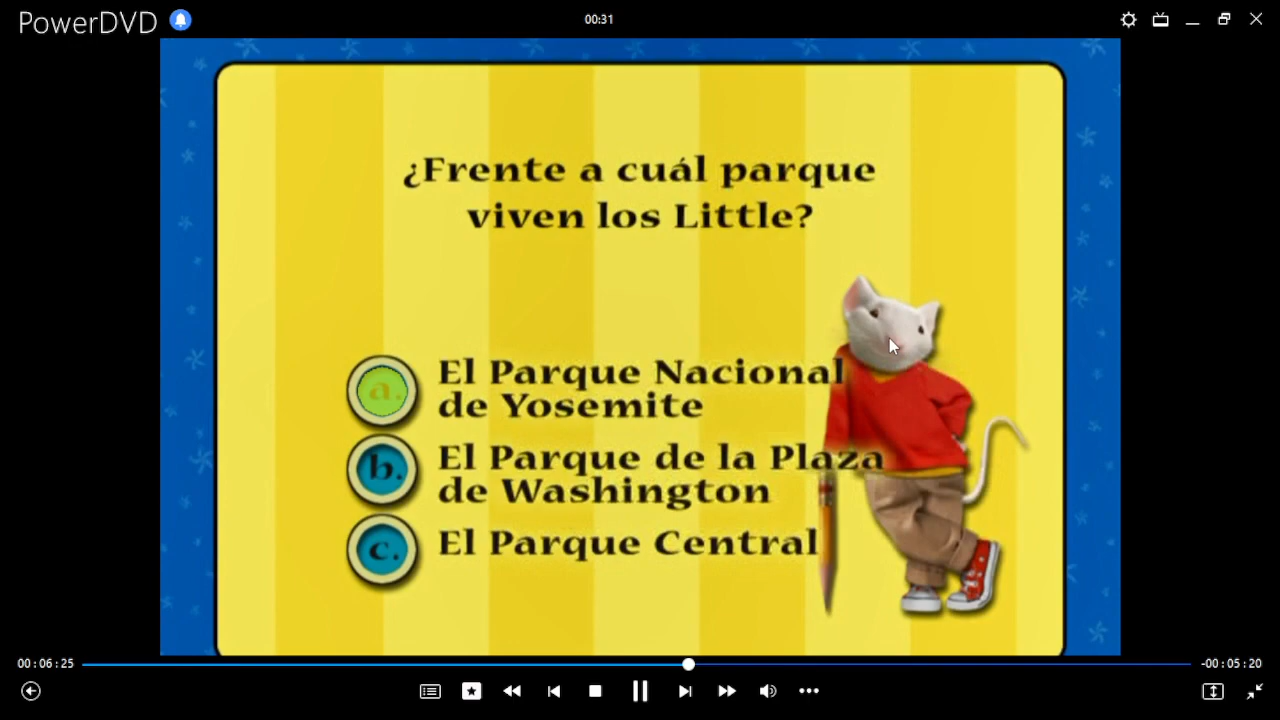 PowerDVD
00:31
¿Frente a cuál parque
viven los Little?
a. El Parque Nacional
de Yosemite
b. El Parque de la Plaza
de Washington
c. El Parque Central
00:06:25
-00:05:20